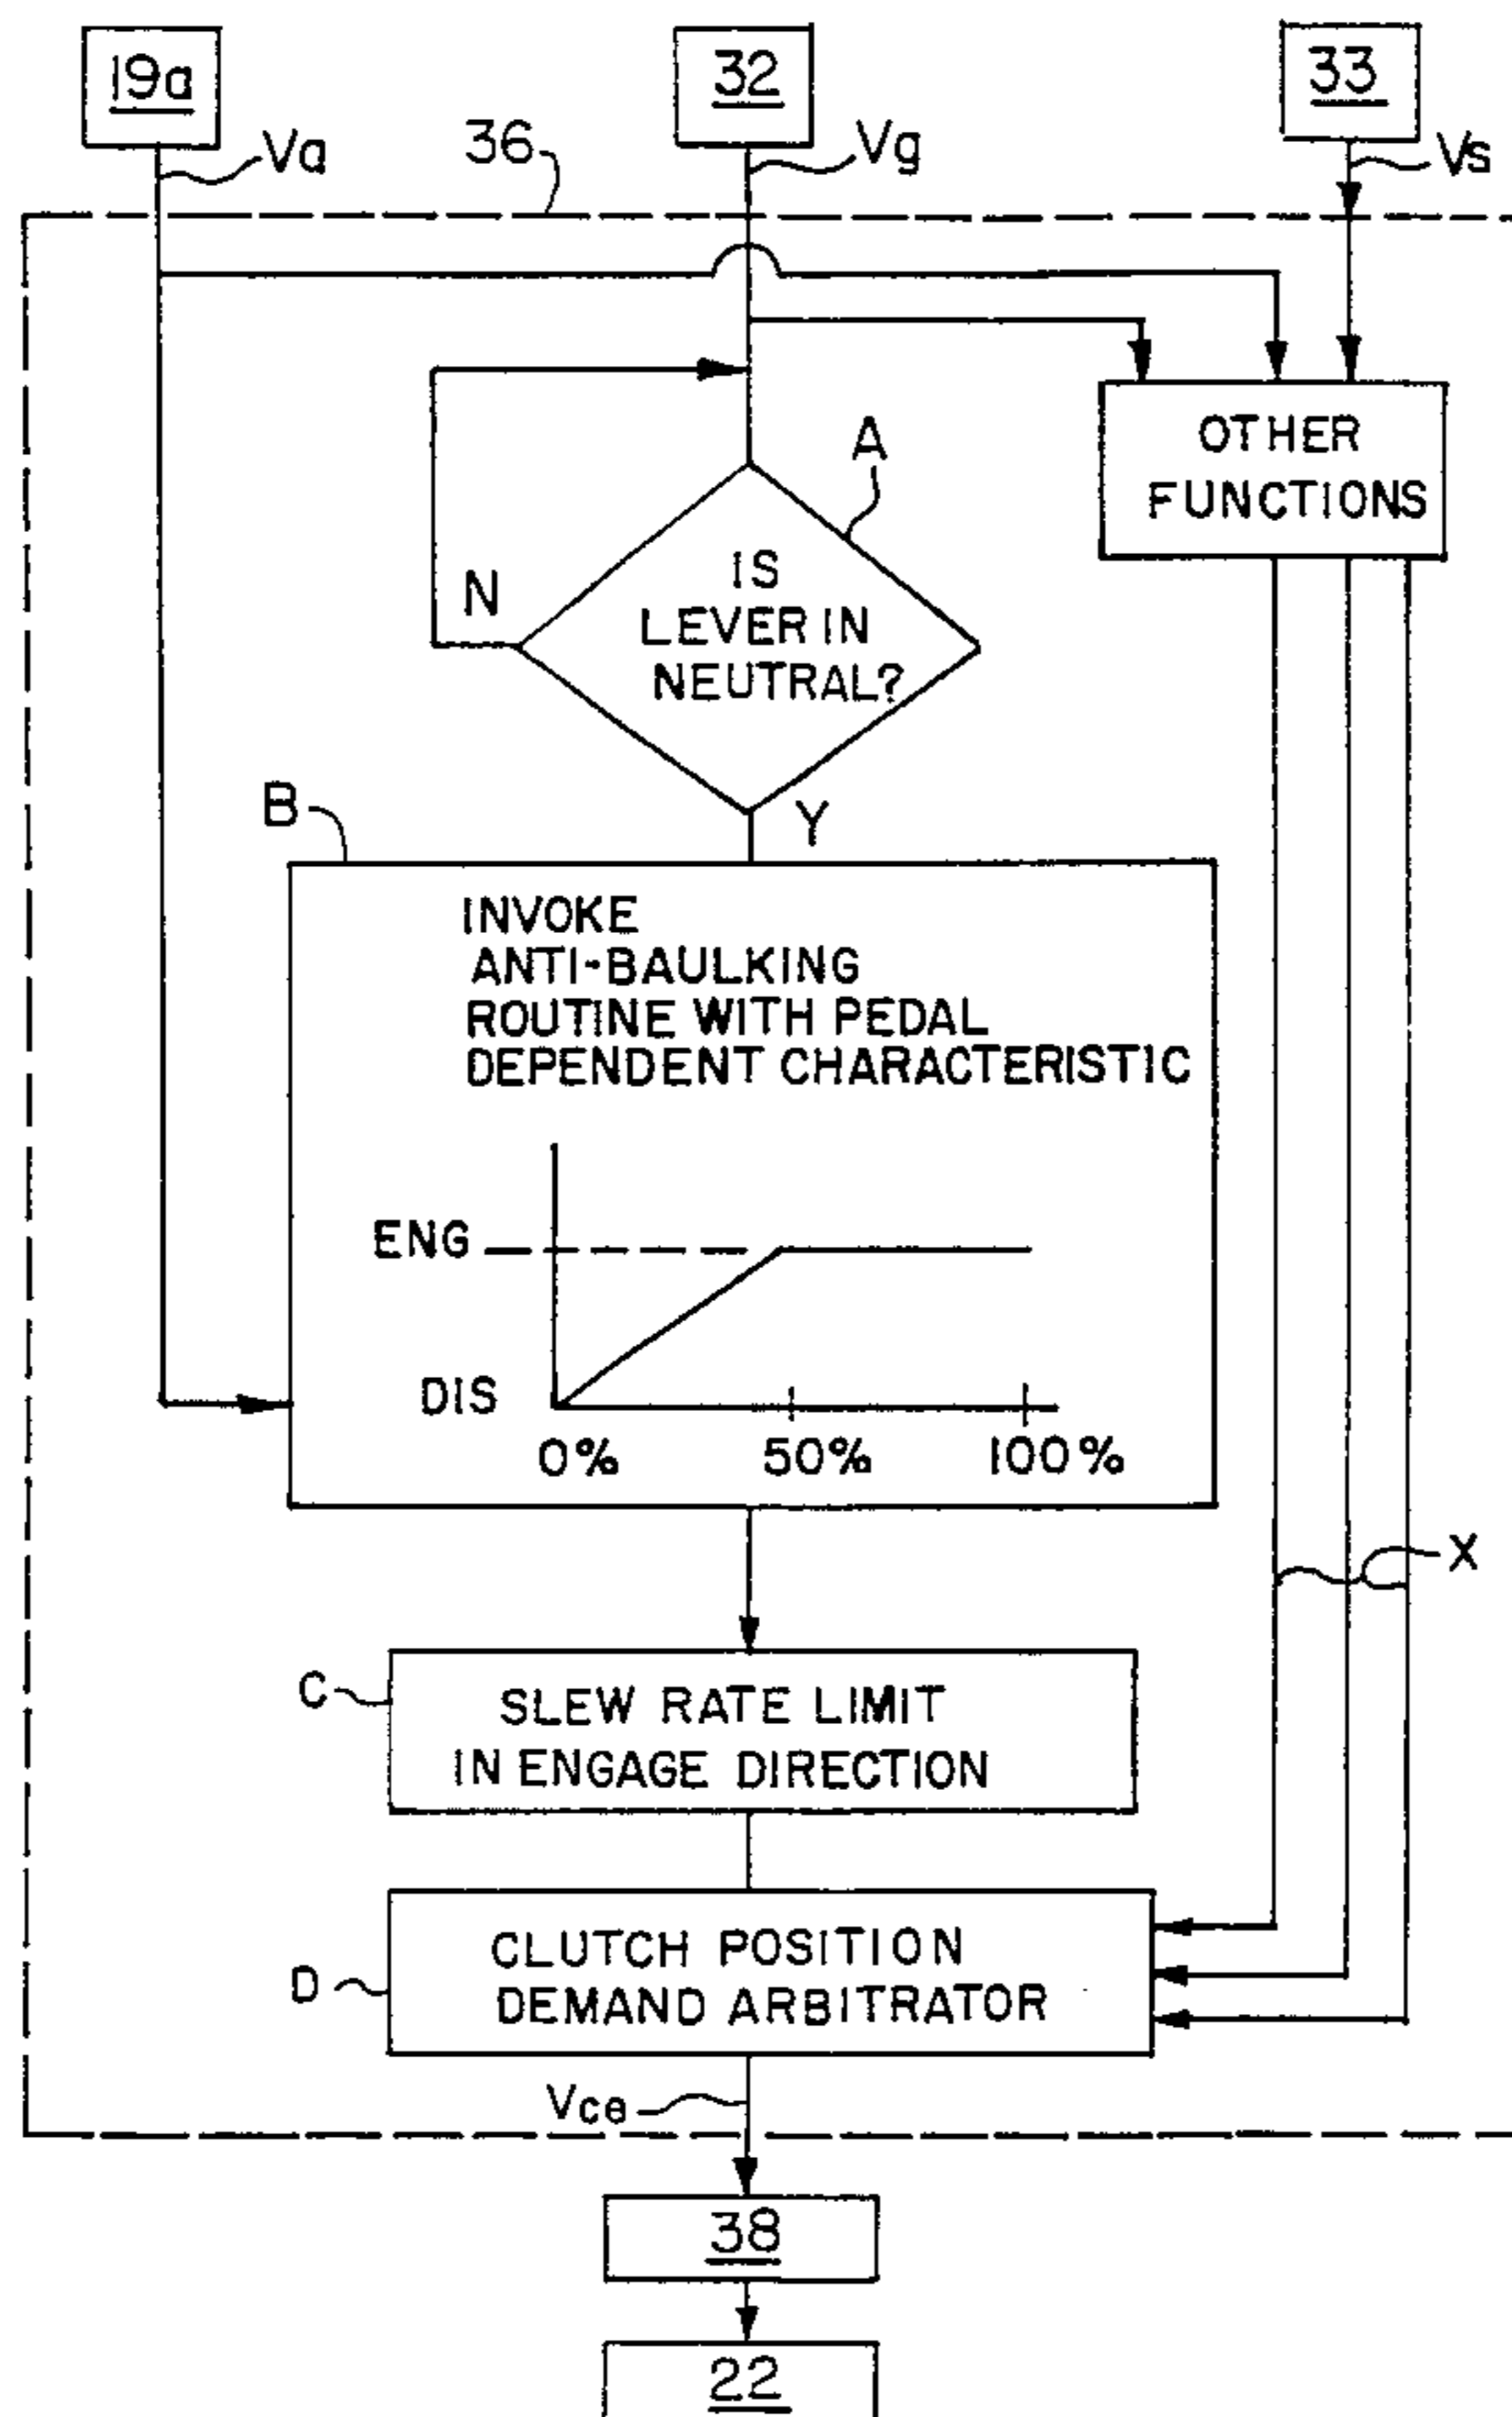 19a
32
33
Va
36
Vg
Vs
A
OTHER
FUNCTIONS
N
IS
LEVER IN
NEUTRAL?
Y
B
INVOKE
ANTI-BAULKING
ROUTINE WITH PEDAL
DEPENDENT CHARACTERISTIC
ENG
DIS
0%
50%
100%
X
C
SLEW RATE LIMIT
IN ENGAGE DIRECTION
D
CLUTCH POSITION
DEMAND ARBITRATOR
Vce
38
22